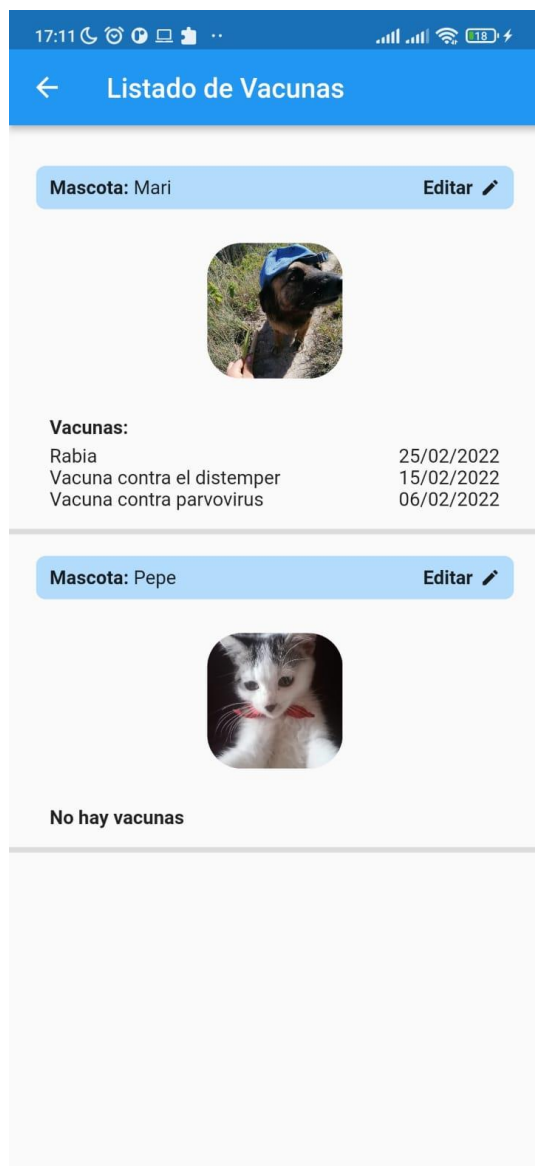 17:11
18
Listado de Vacunas
Mascota: Mari Editar
Vacunas:
Rabia 25/02/2022
Vacuna contra el distemper 15/02/2022
Vacuna contra parvovirus 06/02/2022
Mascota: Pepe Editar
No hay vacunas